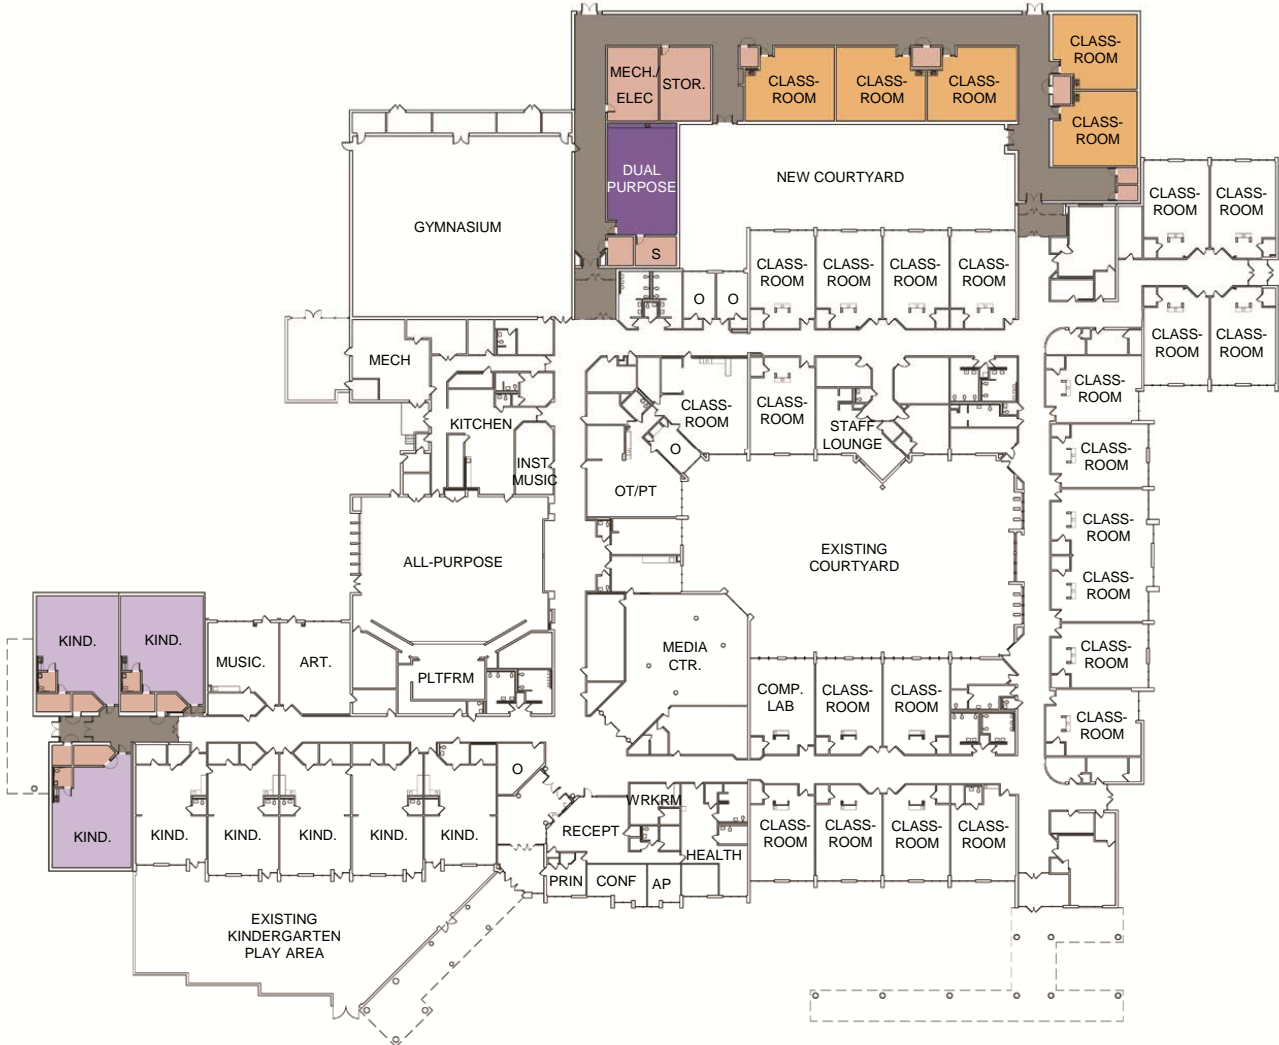 CLASS-
ROOM
MECH./
ELEC
STOR.
CLASS-
ROOM
CLASS-
ROOM
CLASS-
ROOM
CLASS-
ROOM
DUAL
PURPOSE
NEW COURTYARD
CLASS-
ROOM
CLASS-
ROOM
GYMNASIUM
S
CLASS-
ROOM
CLASS-
ROOM
CLASS-
ROOM
CLASS-
ROOM
O
O
CLASS-
ROOM
CLASS-
ROOM
MECH
CLASS-
ROOM
KITCHEN
CLASS-
ROOM
CLASS-
ROOM
STAFF
LOUNGE
O
CLASS-
ROOM
INST.
MUSIC
OT/PT
CLASS-
ROOM
ALL-PURPOSE
EXISTING
COURTYARD
CLASS-
ROOM
KIND.
KIND.
MUSIC.
ART.
PLTFRM
MEDIA
CTR.
CLASS-
ROOM
COMP.
LAB
CLASS-
ROOM
CLASS-
ROOM
CLASS-
ROOM
O
KIND.
KIND.
KIND.
KIND.
KIND.
KIND.
WRKRM
RECEPT
HEALTH
CLASS-
ROOM
CLASS-
ROOM
CLASS-
ROOM
CLASS-
ROOM
PRIN
CONF
AP
EXISTING
KINDERGARTEN
PLAY AREA